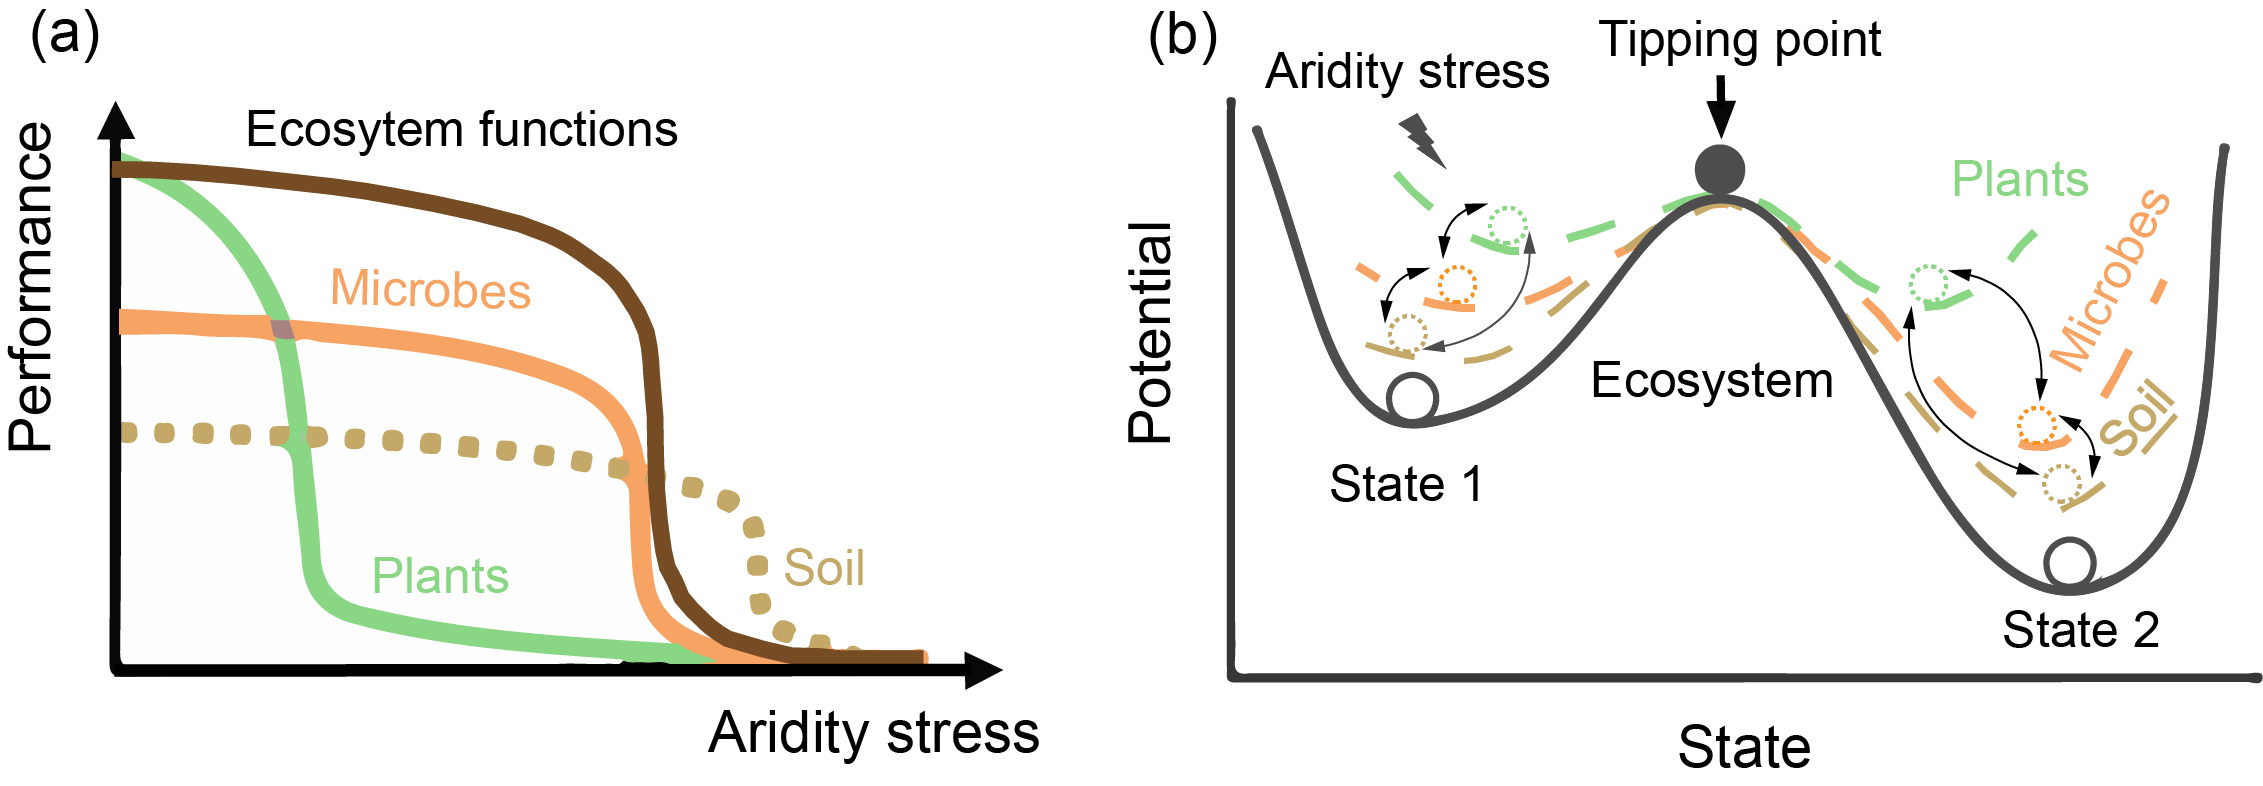 (a)
Performance
Ecosytem functions
Microbes
Plants
Soil
Aridity stress
(b)
Tipping point
Aridity stress
Potential
Plants
Microbes
Soil
Ecosystem
State 1
State 2
State